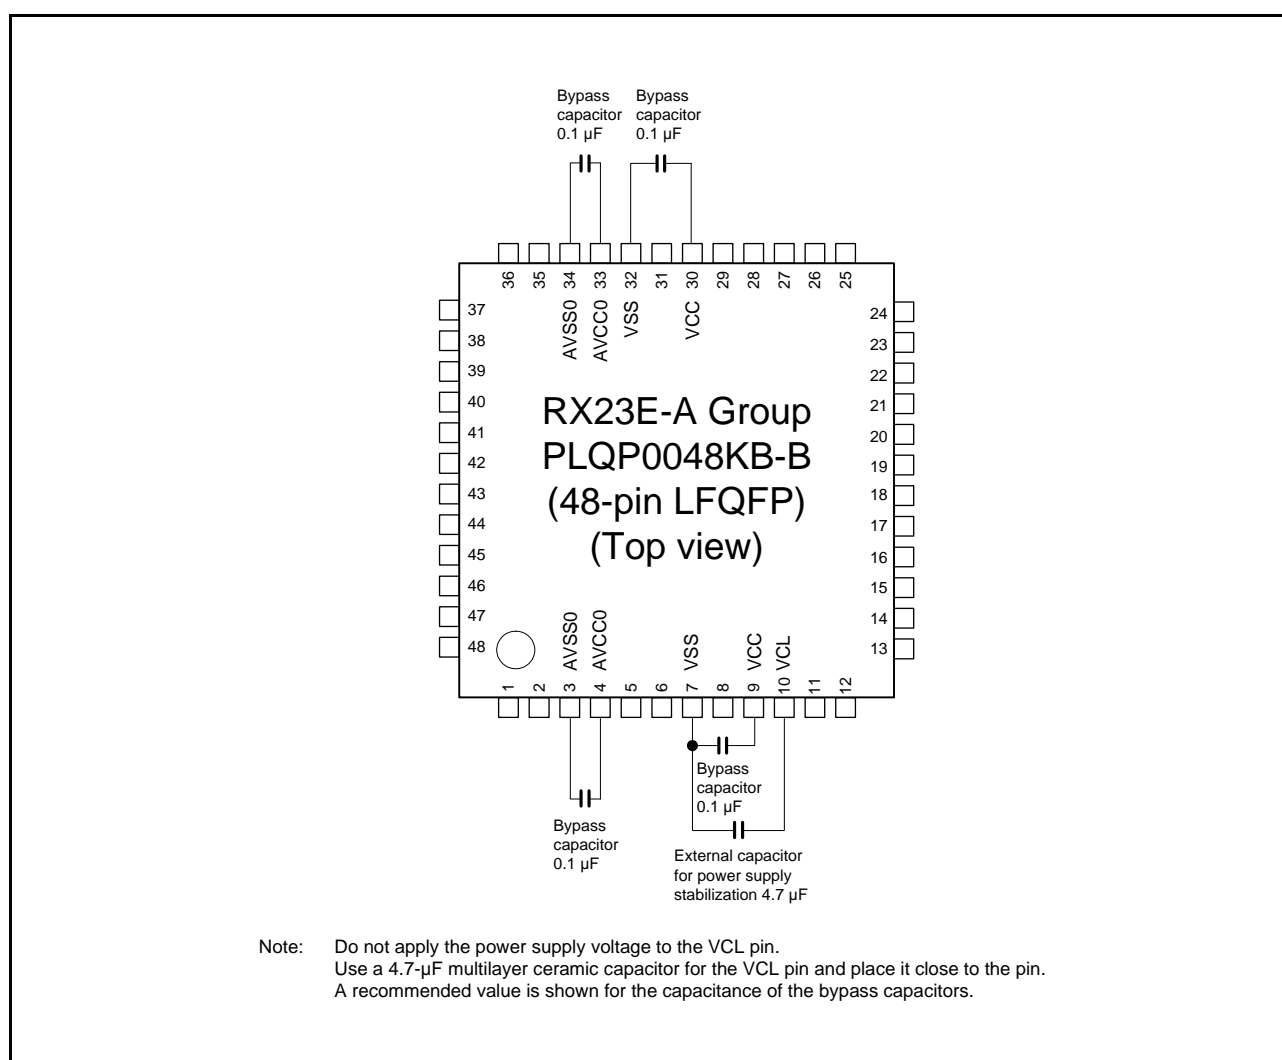 Bypass
capacitor
0.1 µF
Bypass
capacitor
0.1 µF
36
35
34
33
32
31
30
29
28
27
26
25
AVSS0
AVCC0
VSS
VCC
37
38
39
40
41
42
43
44
45
46
47
48
24
23
22
21
20
19
18
17
16
15
14
13
RX23E-A Group
PLQP0048KB-B
(48-pin LFQFP)
(Top view)
AVSS0
AVCC0
VSS
VCC
VCL
1
2
3
4
5
6
7
8
9
10
11
12
Bypass
capacitor
0.1 µF
Bypass
capacitor
0.1 µF
External capacitor
for power supply
stabilization 4.7 µF
Note: Do not apply the power supply voltage to the VCL pin.
Use a 4.7-µF multilayer ceramic capacitor for the VCL pin and place it close to the pin.
A recommended value is shown for the capacitance of the bypass capacitors.